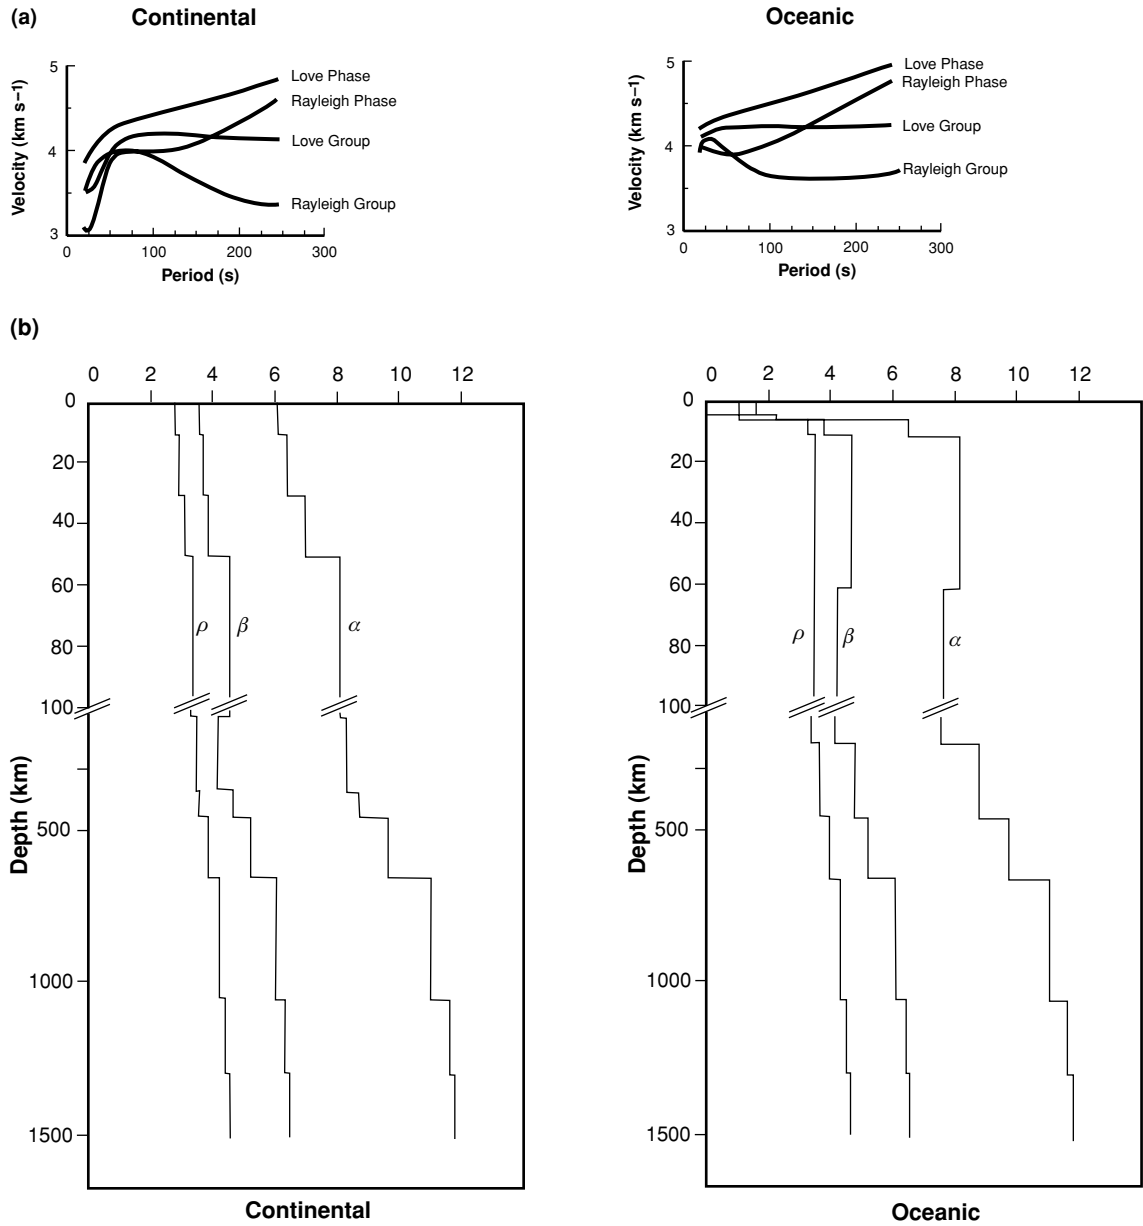 (a)
Continental
Oceanic
5
4
3
Velocity (km s−1)
0
100
200
300
Period (s)
Love Phase
Rayleigh Phase
Love Group
Rayleigh Group
5
4
3
Velocity (km s−1)
0
100
200
300
Period (s)
Love Phase
Rayleigh Phase
Love Group
Rayleigh Group
(b)
0 2 4 6 8 10 12
0
20
40
60
80
100
500
1000
1500
Depth (km)
ρ β α
Continental
0 2 4 6 8 10 12
0
20
40
60
80
100
500
1000
1500
Depth (km)
ρ β α
Oceanic